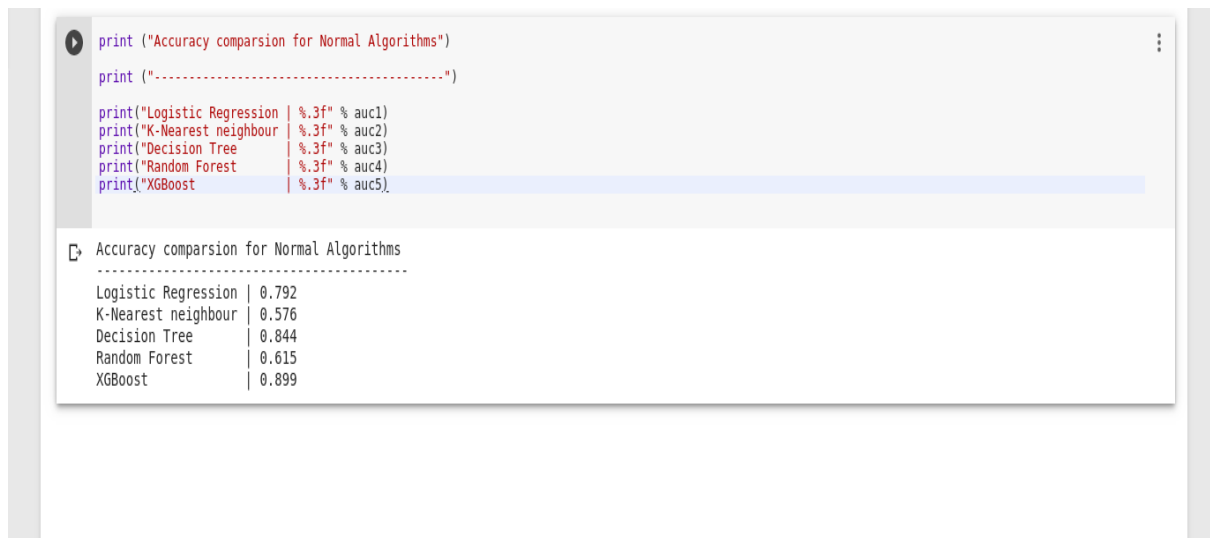 print ("Accuracy comparsion for Normal Algorithms")
print ("------------------------------------------")
print("Logistic Regression | %.3f" % auc1)
print("K-Nearest neighbour | %.3f" % auc2)
print("Decision Tree       | %.3f" % auc3)
print("Random Forest       | %.3f" % auc4)
print("XGBoost             | %.3f" % auc5)
Accuracy comparsion for Normal Algorithms
------------------------------------------
Logistic Regression | 0.792
K-Nearest neighbour | 0.576
Decision Tree       | 0.844
Random Forest       | 0.615
XGBoost             | 0.899